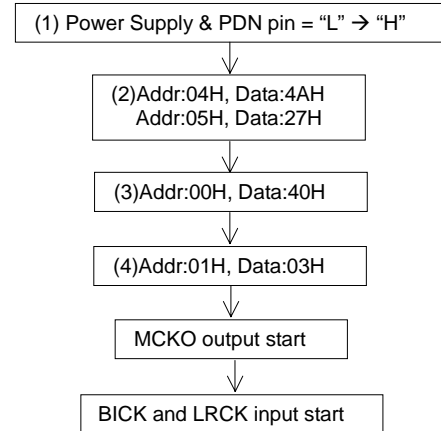 (1) Power Supply & PDN pin = “L” → “H”
(2)Addr:04H, Data:4AH
Addr:05H, Data:27H
(3)Addr:00H, Data:40H
(4)Addr:01H, Data:03H
MCKO output start
BICK and LRCK input start